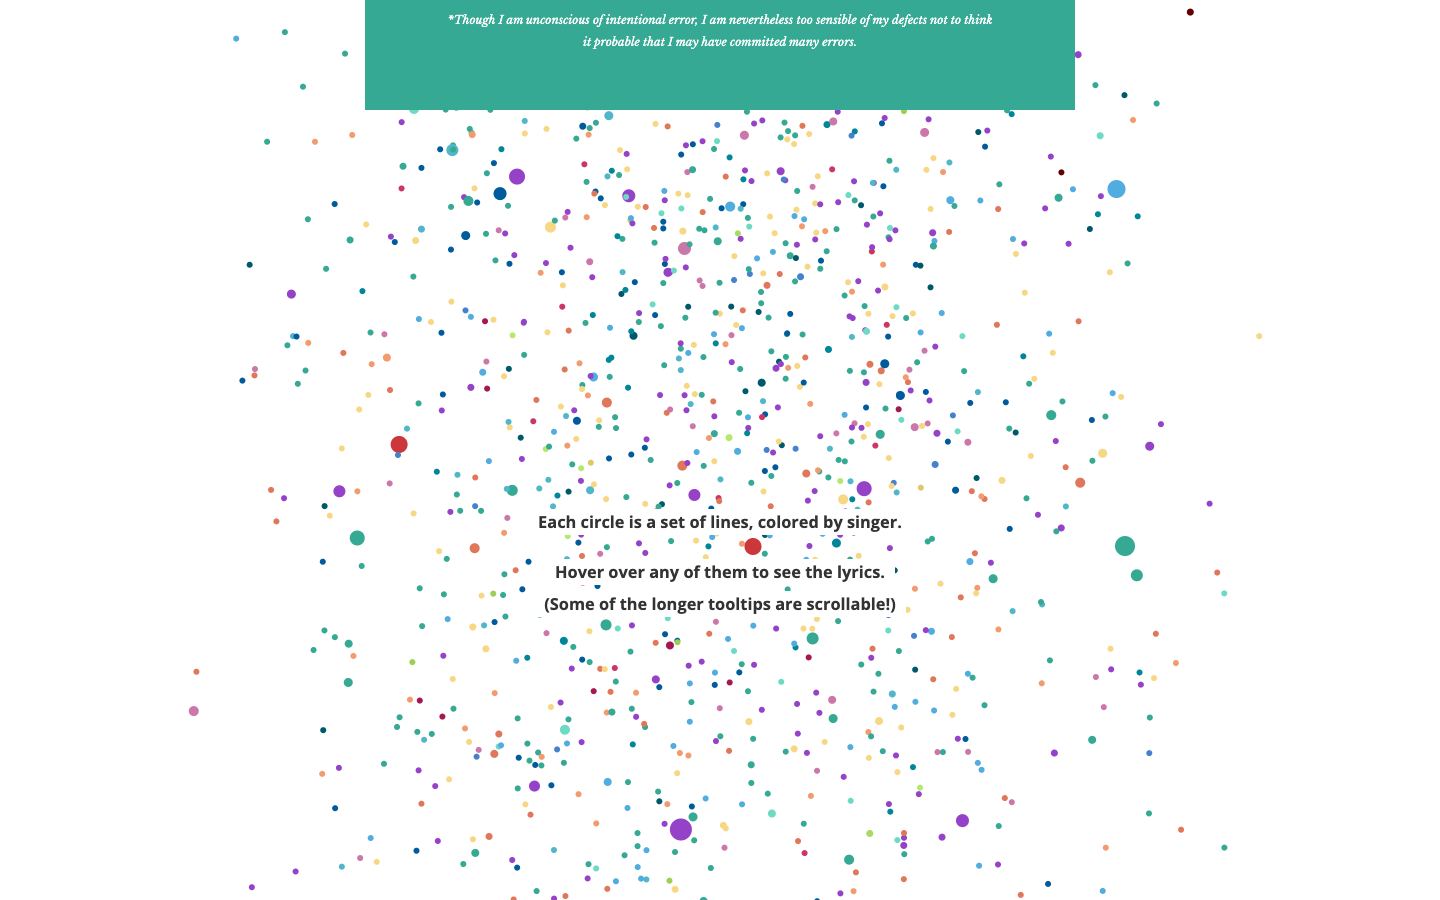 *Though I am unconscious of intentional error, I am nevertheless too sensible of my defects not to think
it probable that I may have committed many errors.
Each circle is a set of lines, colored by singer.
Hover over any of them to see the lyrics.
(Some of the longer tooltips are scrollable!)